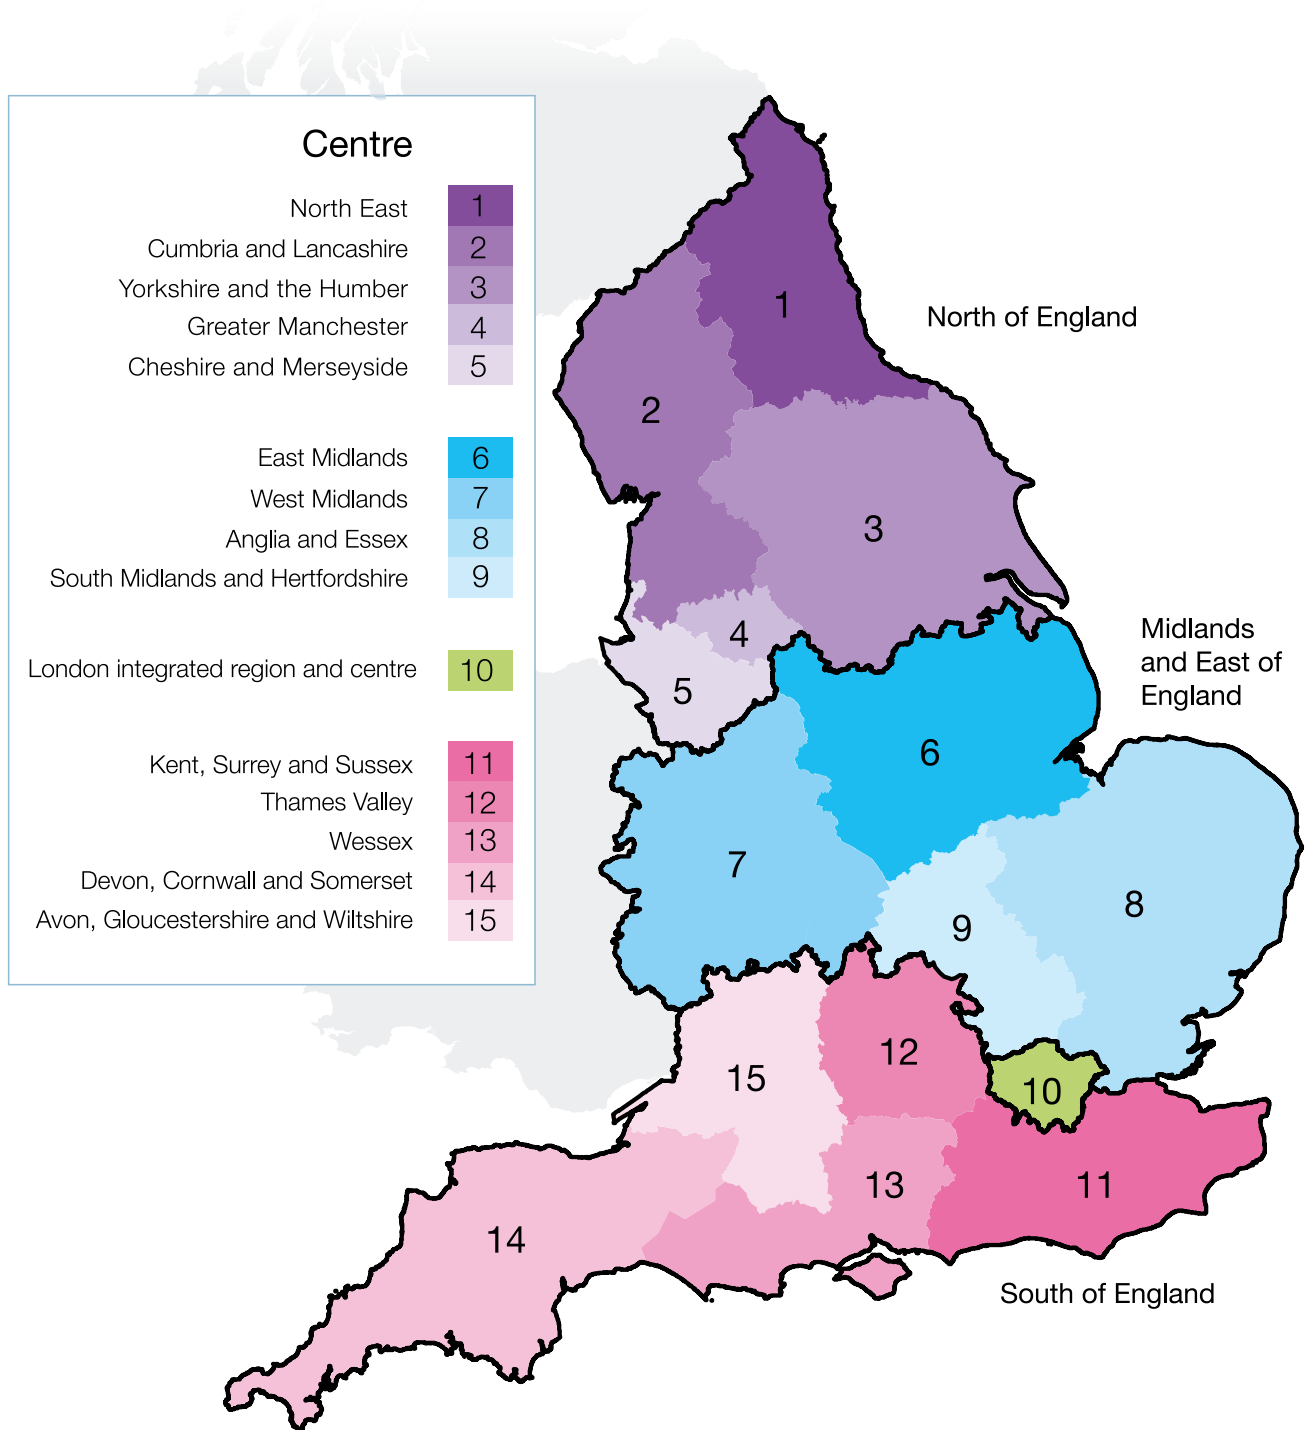 Centre
North East 1
Cumbria and Lancashire 2
Yorkshire and the Humber 3
Greater Manchester 4
Cheshire and Merseyside 5
East Midlands 6
West Midlands 7
Anglia and Essex 8
South Midlands and Hertfordshire 9
London integrated region and centre 10
Kent, Surrey and Sussex 11
Thames Valley 12
Wessex 13
Devon, Cornwall and Somerset 14
Avon, Gloucestershire and Wiltshire 15
1
North of England
2
3
4
5
Midlands
and East of
England
6
7
8
9
12
15
10
13
11
14
South of England